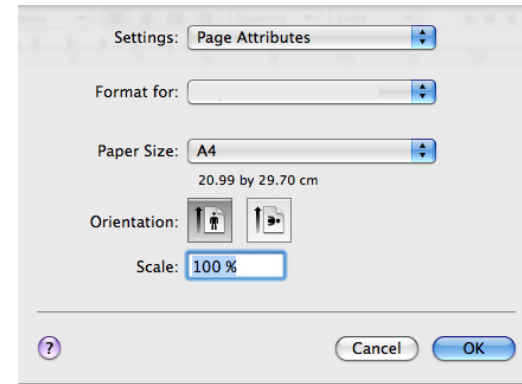 Settings: Page Attributes
Format for:
Paper Size: A4
20.99 by 29.70 cm
Orientation:
Scale: 100 %
? Cancel OK